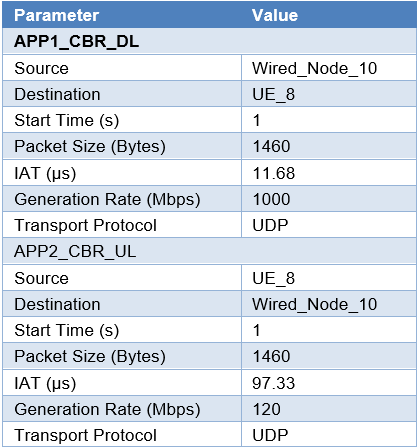 Parameter Value
APP1_CBR_DL
Source Wired_Node_10
Destination UE_8
Start Time (s) 1
Packet Size (Bytes) 1460
IAT (µs) 11.68
Generation Rate (Mbps) 1000
Transport Protocol UDP
APP2_CBR_UL
Source UE_8
Destination Wired_Node_10
Start Time (s) 1
Packet Size (Bytes) 1460
IAT (µs) 97.33
Generation Rate (Mbps) 120
Transport Protocol UDP